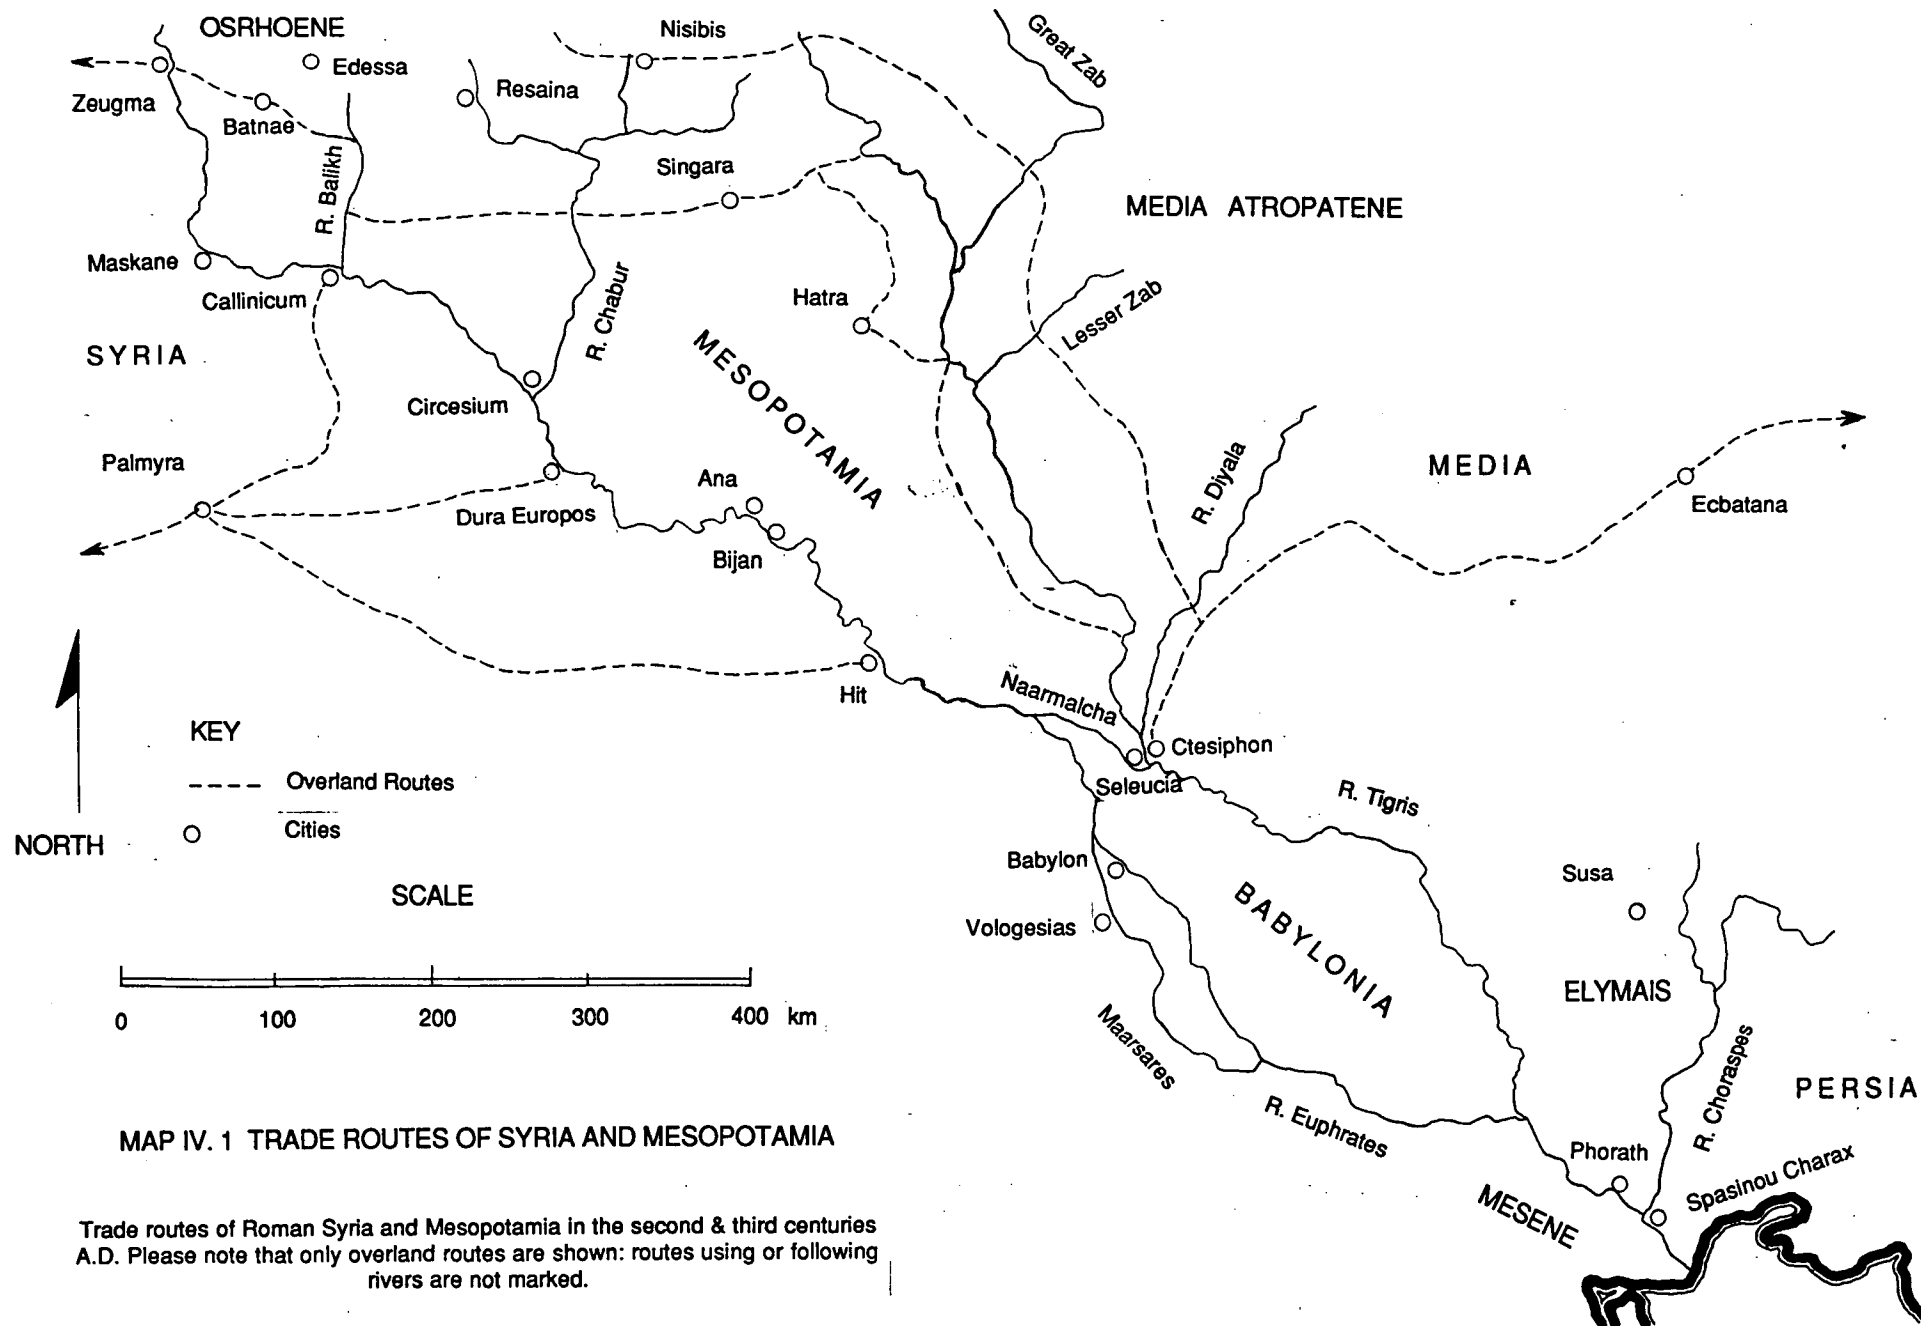 OSRHOENE
Nisibis
Great Zab
Edessa
Resaina
Zeugma
Batnae
R. Balikh
Singara
MEDIA ATROPATENE
Maskane
Callinicum
R. Chabur
Hatra
Lesser Zab
SYRIA
MESOPOTAMIA
Circesium
Palmyra
Ana
Dura Europos
Bijan
R. Diyala
MEDIA
Ecbatana
Hit
Naarmalcha
Ctesiphon
Seleucia
R. Tigris
KEY
Overland Routes
Cities
NORTH
SCALE
0 100 200 300 400 km
Babylon
Vologesias
BABYLONIA
Susa
ELYMAIS
Maarsares
R. Euphrates
R. Choraspes
PERSIA
Phorath
Spasinou Charax
MESENE
MAP IV. 1 TRADE ROUTES OF SYRIA AND MESOPOTAMIA
Trade routes of Roman Syria and Mesopotamia in the second & third centuries
A.D. Please note that only overland routes are shown: routes using or following
rivers are not marked.